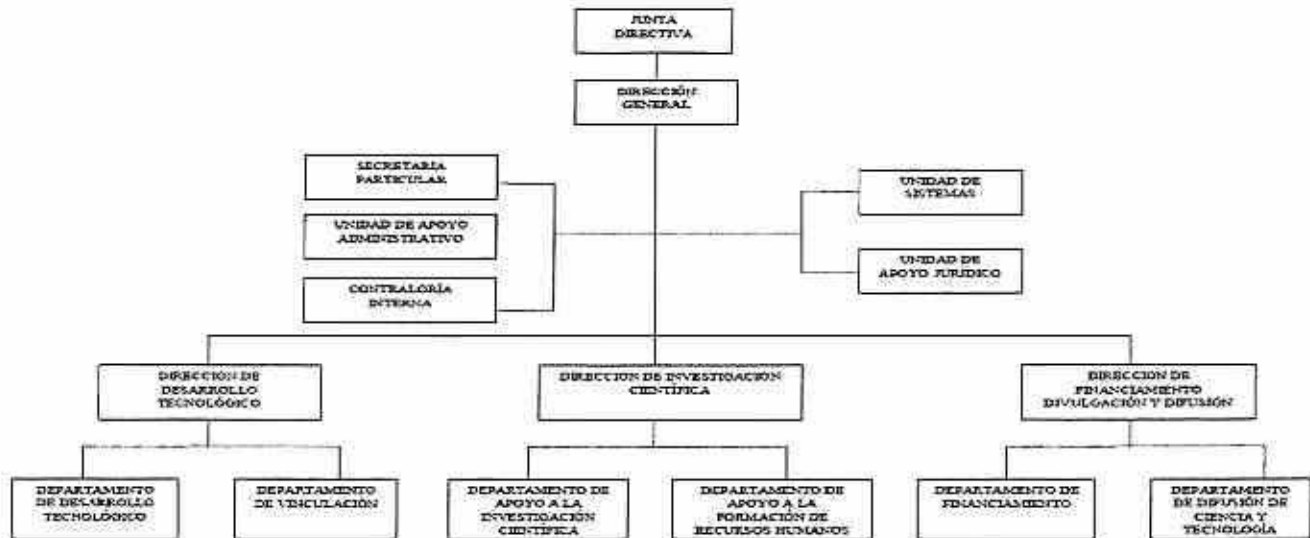 JUNTA
DIRECTIVA
DIRECCIÓN
GENERAL
SECRETARÍA
PARTICULAR
UNIDAD DE APOYO
ADMINISTRATIVO
CONTRALORÍA
INTERNA
UNIDAD DE
SISTEMAS
UNIDAD DE
APOYO JURÍDICO
DIRECCION DE
DESARROLLO
TECNOLÓGICO
DIRECCION DE INVESTIGACIÓN
CIENTÍFICA
DIRECCION DE
FINANCIAMIENTO
DIVULGACIÓN Y DIFUSIÓN
DEPARTAMENTO
DE DESARROLLO
TECNOLÓGICO
DEPARTAMENTO
DE VINCULACIÓN
DEPARTAMENTO DE
APOYO A LA
INVESTIGACIÓN
CIENTÍFICA
DEPARTAMENTO DE
APOYO A LA
FORMACIÓN DE
RECURSOS HUMANOS
DEPARTAMENTO DE
FINANCIAMIENTO
DEPARTAMENTO
DE DIFUSIÓN DE
CIENCIA Y
TECNOLOGÍA